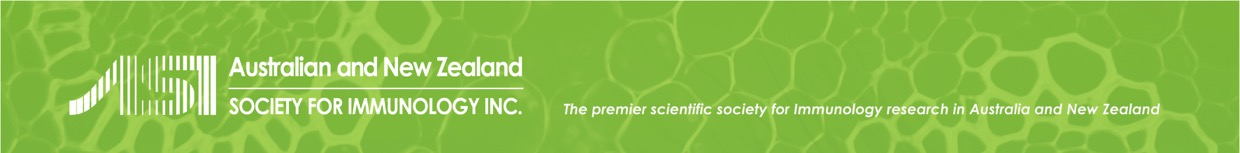 ASI
Australian and New Zealand
SOCIETY FOR IMMUNOLOGY INC.
The premier scientific society for Immunology research in Australia and New Zealand